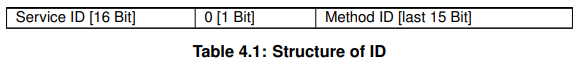 Service ID [16 Bit] 0 [1 Bit] Method ID [last 15 Bit]
Table 4.1: Structure of ID